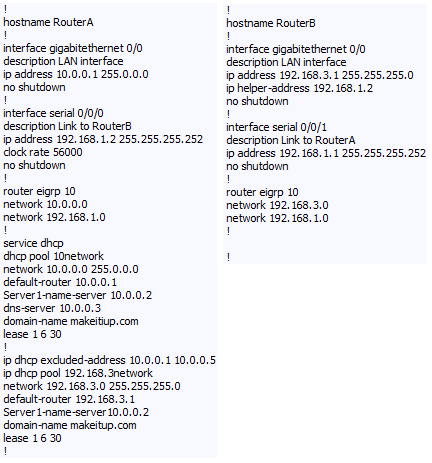 !
hostname RouterA
!
interface gigabitethernet 0/0
description LAN interface
ip address 10.0.0.1 255.0.0.0
no shutdown
!
interface serial 0/0/0
description Link to RouterB
ip address 192.168.1.2 255.255.255.252
clock rate 56000
no shutdown
!
router eigrp 10
network 10.0.0.0
network 192.168.1.0
!
service dhcp
dhcp pool 10network
network 10.0.0.0 255.0.0.0
default-router 10.0.0.1
Server1-name-server 10.0.0.2
dns-server 10.0.0.3
domain-name makeitiup.com
lease 1 6 30
!
ip dhcp excluded-address 10.0.0.1 10.0.0.5
ip dhcp pool 192.168.3network
network 192.168.3.0 255.255.255.0
default-router 192.168.3.1
Server1-name-server10.0.0.2
domain-name makeitup.com
lease 1 6 30
!
!
hostname RouterB
!
interface gigabitethernet 0/0
description LAN interface
ip address 192.168.3.1 255.255.255.0
ip helper-address 192.168.1.2
no shutdown
!
interface serial 0/0/1
description Link to RouterA
ip address 192.168.1.1 255.255.255.252
no shutdown
!
router eigrp 10
network 192.168.3.0
network 192.168.1.0
!
!